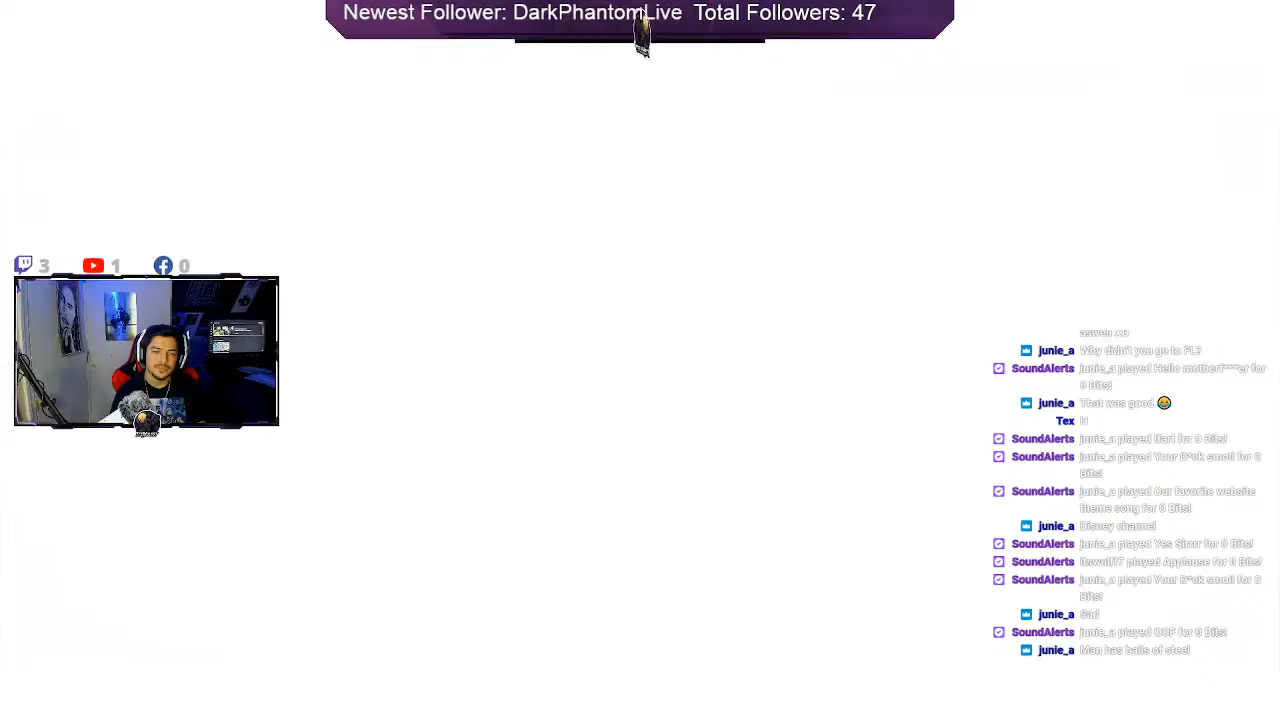 Newest Follower: DarkPhantomLive Total Followers: 47
3 1 0
junie_a Why didn't you go to FL?
SoundAlerts junie_a played Hello motherf***er for
0 Bits!
junie_a That was good 😂
Tex
SoundAlerts junie_a played for 0 Bits!
SoundAlerts junie_a played Your D*ck smoll for 0
Bits!
SoundAlerts junie_a played Our favorite website
theme song for 0 Bits!
junie_a Disney channel
SoundAlerts junie_a played Yes Sirrrr for 0 Bits!
SoundAlerts itswulf7 played Applause for 0 Bits!
SoundAlerts junie_a played Your D*ck smoll for 0
Bits!
junie_a Sad
SoundAlerts junie_a played OOF for 0 Bits!
junie_a Man has balls of steel